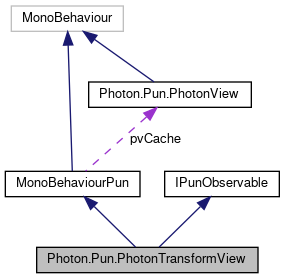 MonoBehaviour
Photon.Pun.PhotonView
pvCache
MonoBehaviourPun
IPunObservable
Photon.Pun.PhotonTransformView